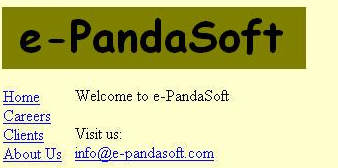 e-PandaSoft
Home Welcome to e-PandaSoft
Careers
Clients Visit us:
About Us info@e-pandasoft.com